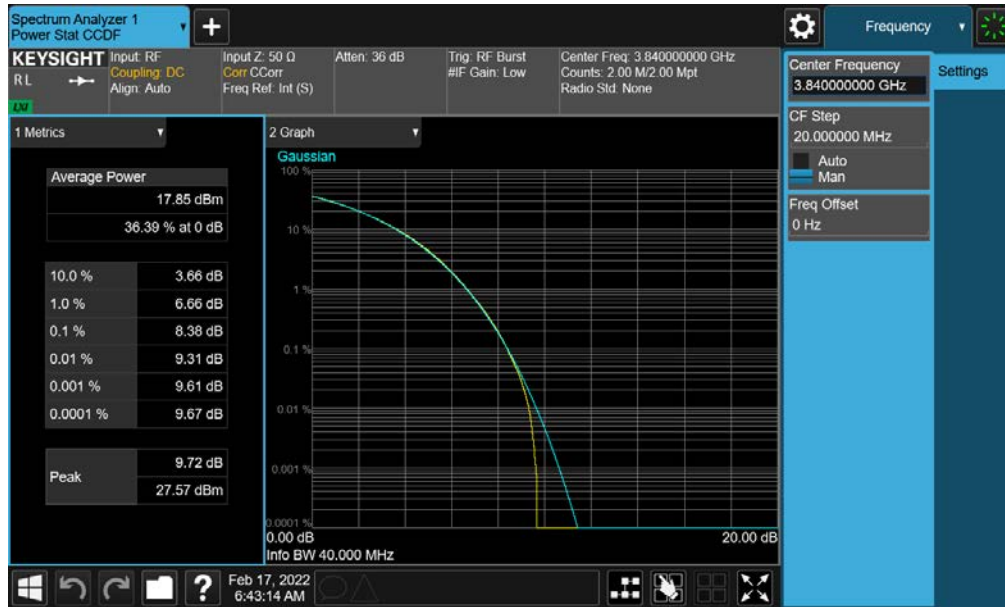 Spectrum Analyzer 1
Power Stat CCDF
+
Frequency
KEYSIGHT
RL
LXI
Input: RF
Coupling: DC
Align: Auto
Input Z: 50 Ω
Corr CCorr
Freq Ref: Int (S)
Atten: 36 dB
Trig: RF Burst
#IF Gain: Low
Center Freq: 3.840000000 GHz
Counts: 2.00 M/2.00 Mpt
Radio Std: None
Center Frequency
3.840000000 GHz
Settings
CF Step
20.000000 MHz
Auto
Man
Freq Offset
0 Hz
1 Metrics
Average Power
17.85 dBm
36.39 % at 0 dB
10.0 % 3.66 dB
1.0 % 6.66 dB
0.1 % 8.38 dB
0.01 % 9.31 dB
0.001 % 9.61 dB
0.0001 % 9.67 dB
Peak
9.72 dB
27.57 dBm
2 Graph
Gaussian
100 %
10 %
1 %
0.1 %
0.01 %
0.001 %
0.0001 %
0.00 dB 20.00 dB
Info BW 40.000 MHz
?
Feb 17, 2022
6:43:14 AM